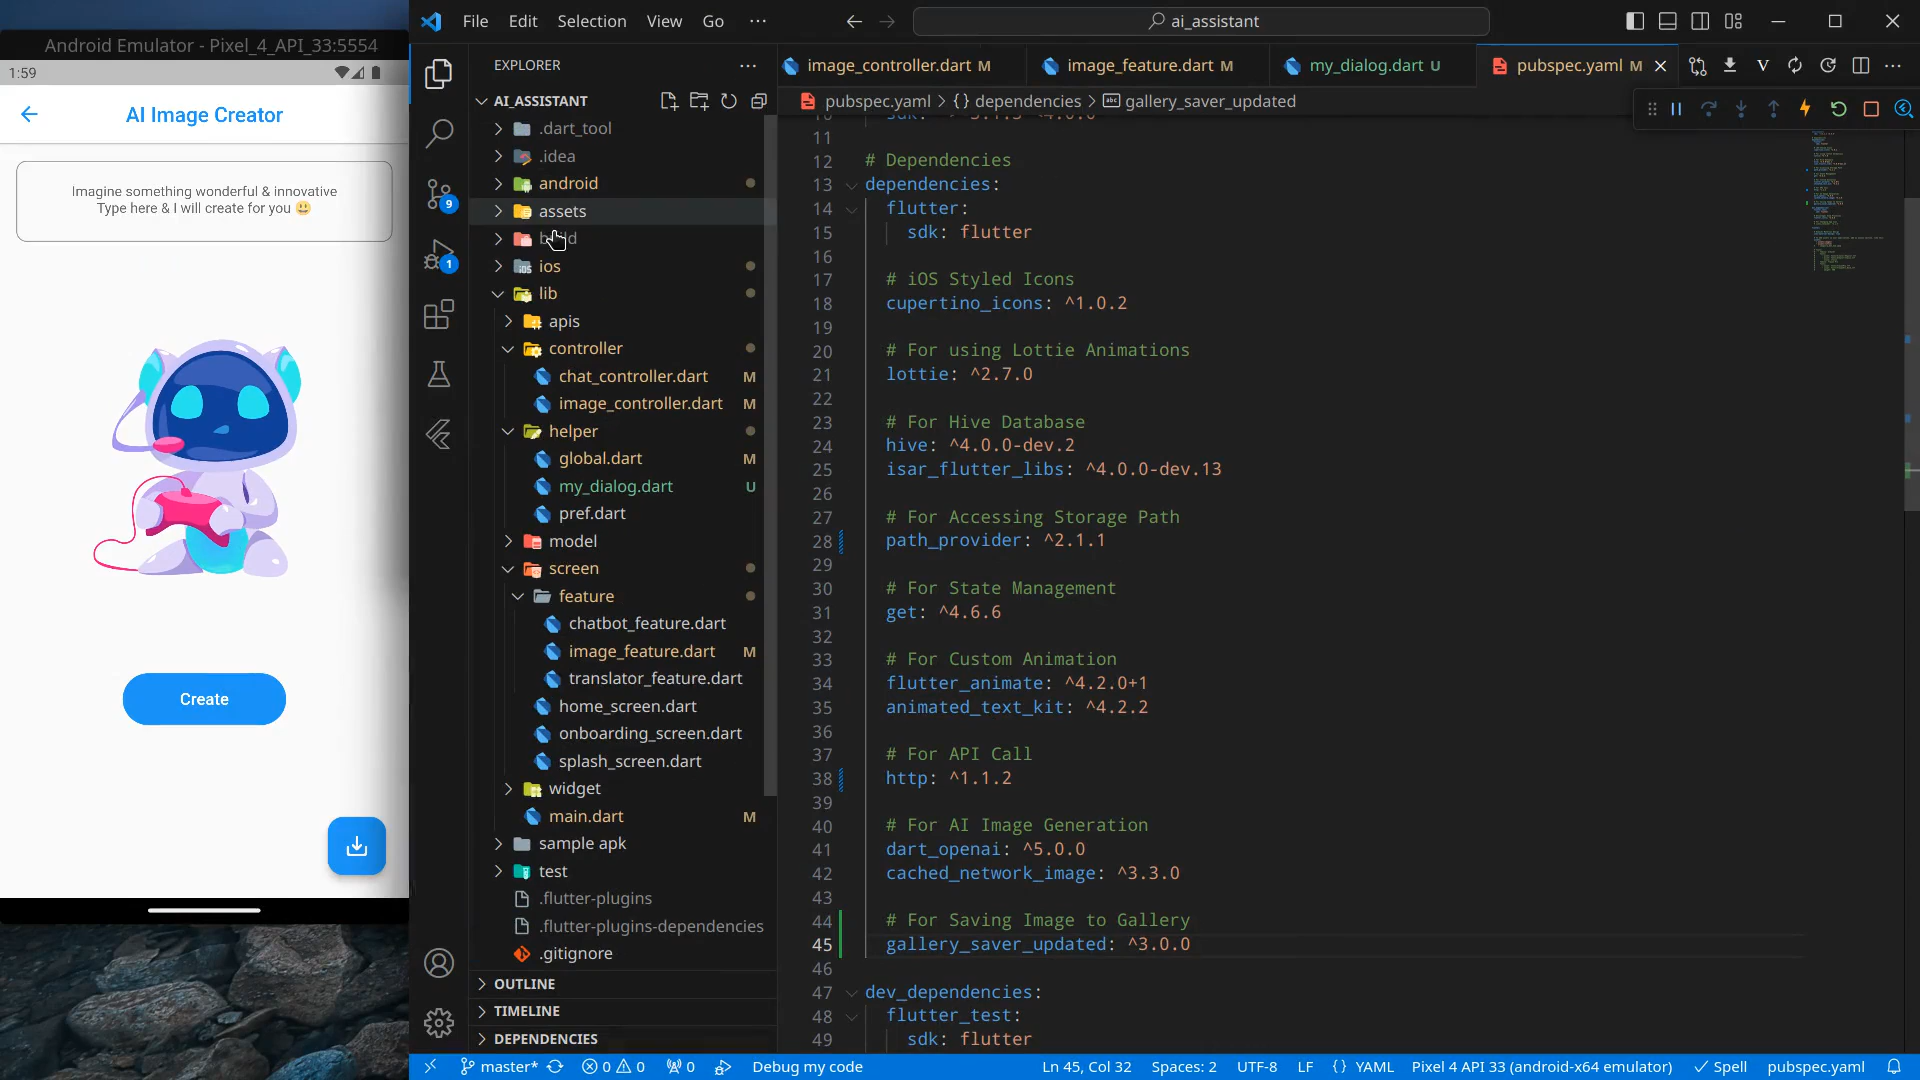 Android Emulator - Pixel_4_API_33:5554
1:59
AI Image Creator
Imagine something wonderful & innovative
Type here & I will create for you 😃
Create
File Edit Selection View Go ···
ai_assistant
EXPLORER
AI_ASSISTANT
.dart_tool
.idea
android
assets
build
ios
lib
apis
controller
chat_controller.dart M
image_controller.dart M
helper
global.dart M
my_dialog.dart U
pref.dart
model
screen
feature
chatbot_feature.dart
image_feature.dart M
translator_feature.dart
home_screen.dart
onboarding_screen.dart
splash_screen.dart
widget
main.dart M
sample apk
test
.flutter-plugins
.flutter-plugins-dependencies
.gitignore
OUTLINE
TIMELINE
DEPENDENCIES
9
1
image_controller.dart M
image_feature.dart M
my_dialog.dart U
pubspec.yaml M
pubspec.yaml > {} dependencies > gallery_saver_updated
11
12 # Dependencies
13 dependencies:
14 flutter:
15 sdk: flutter
16
17 # iOS Styled Icons
18 cupertino_icons: ^1.0.2
19
20 # For using Lottie Animations
21 lottie: ^2.7.0
22
23 # For Hive Database
24 hive: ^4.0.0-dev.2
25 isar_flutter_libs: ^4.0.0-dev.13
26
27 # For Accessing Storage Path
28 path_provider: ^2.1.1
29
30 # For State Management
31 get: ^4.6.6
32
33 # For Custom Animation
34 flutter_animate: ^4.2.0+1
35 animated_text_kit: ^4.2.2
36
37 # For API Call
38 http: ^1.1.2
39
40 # For AI Image Generation
41 dart_openai: ^5.0.0
42 cached_network_image: ^3.3.0
43
44 # For Saving Image to Gallery
45 gallery_saver_updated: ^3.0.0
46
47 dev_dependencies:
48 flutter_test:
49 sdk: flutter
master* 0 0 0 Debug my code Ln 45, Col 32 Spaces: 2 UTF-8 LF {} YAML Pixel 4 API 33 (android-x64 emulator) Spell pubspec.yaml